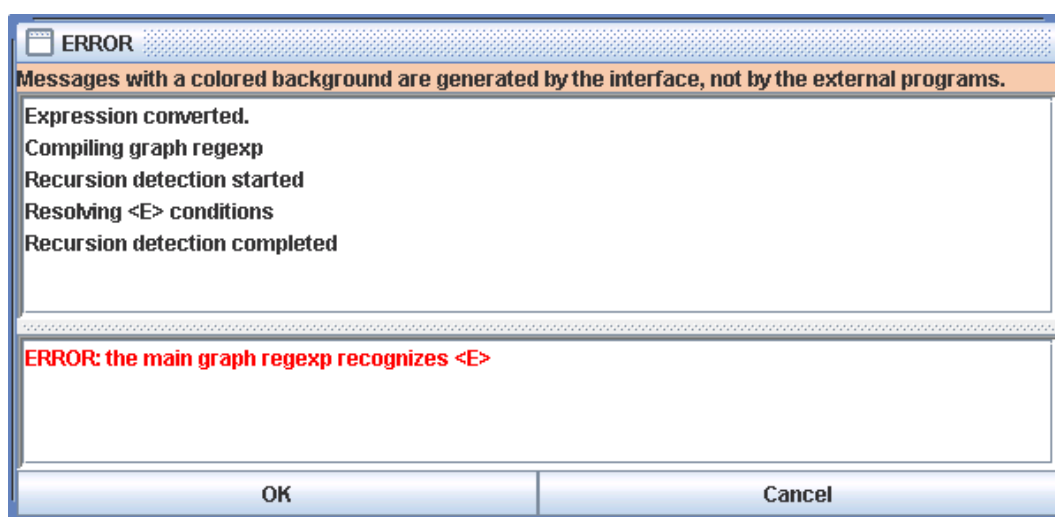 ERROR
Messages with a colored background are generated by the interface, not by the external programs.
Expression converted.
Compiling graph regexp
Recursion detection started
Resolving <E> conditions
Recursion detection completed
ERROR: the main graph regexp recognizes <E>
OK
Cancel